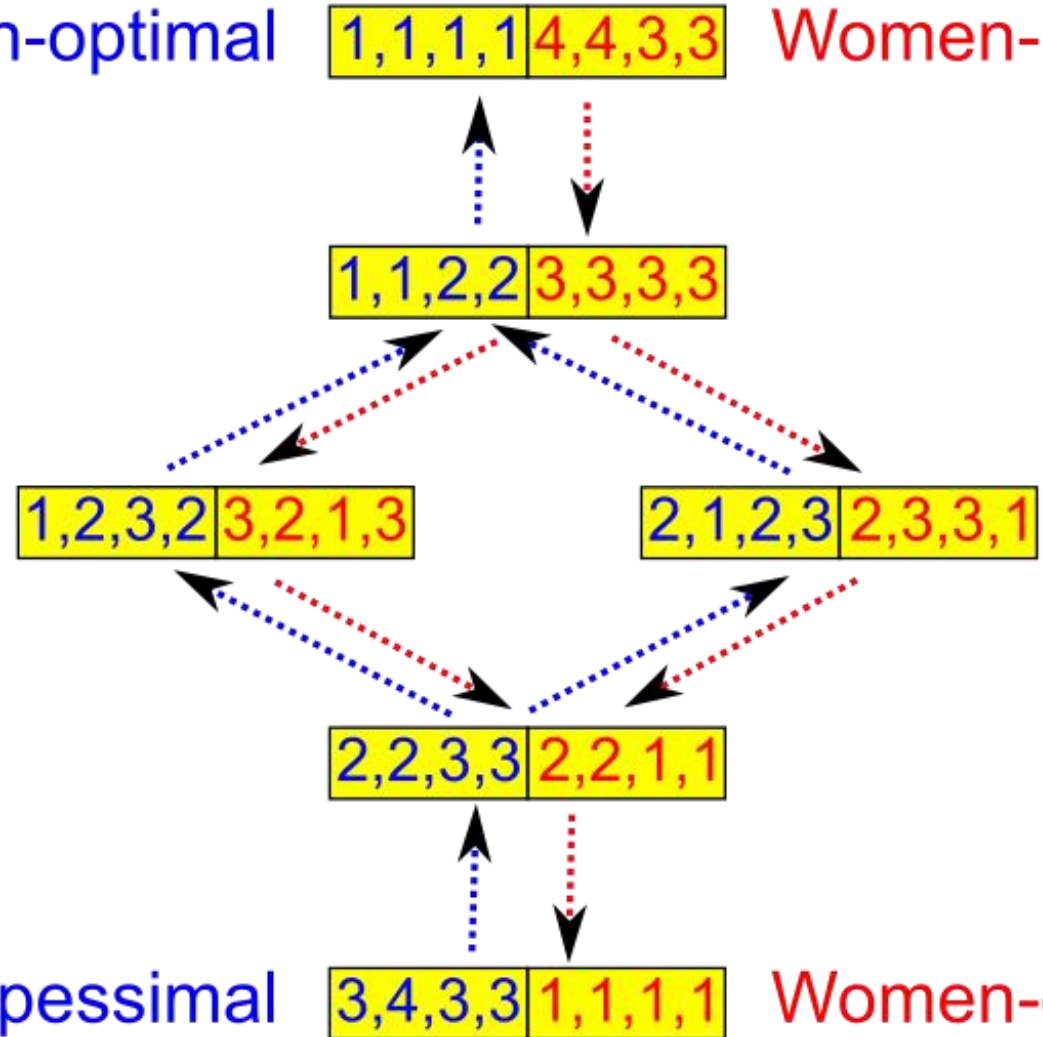 n-optimal 1,1,1,1 4,4,3,3 Women-
1,1,2,2 3,3,3,3
1,2,3,2 3,2,1,3 2,1,2,3 2,3,3,1
2,2,3,3 2,2,1,1
pessimal 3,4,3,3 1,1,1,1 Women-